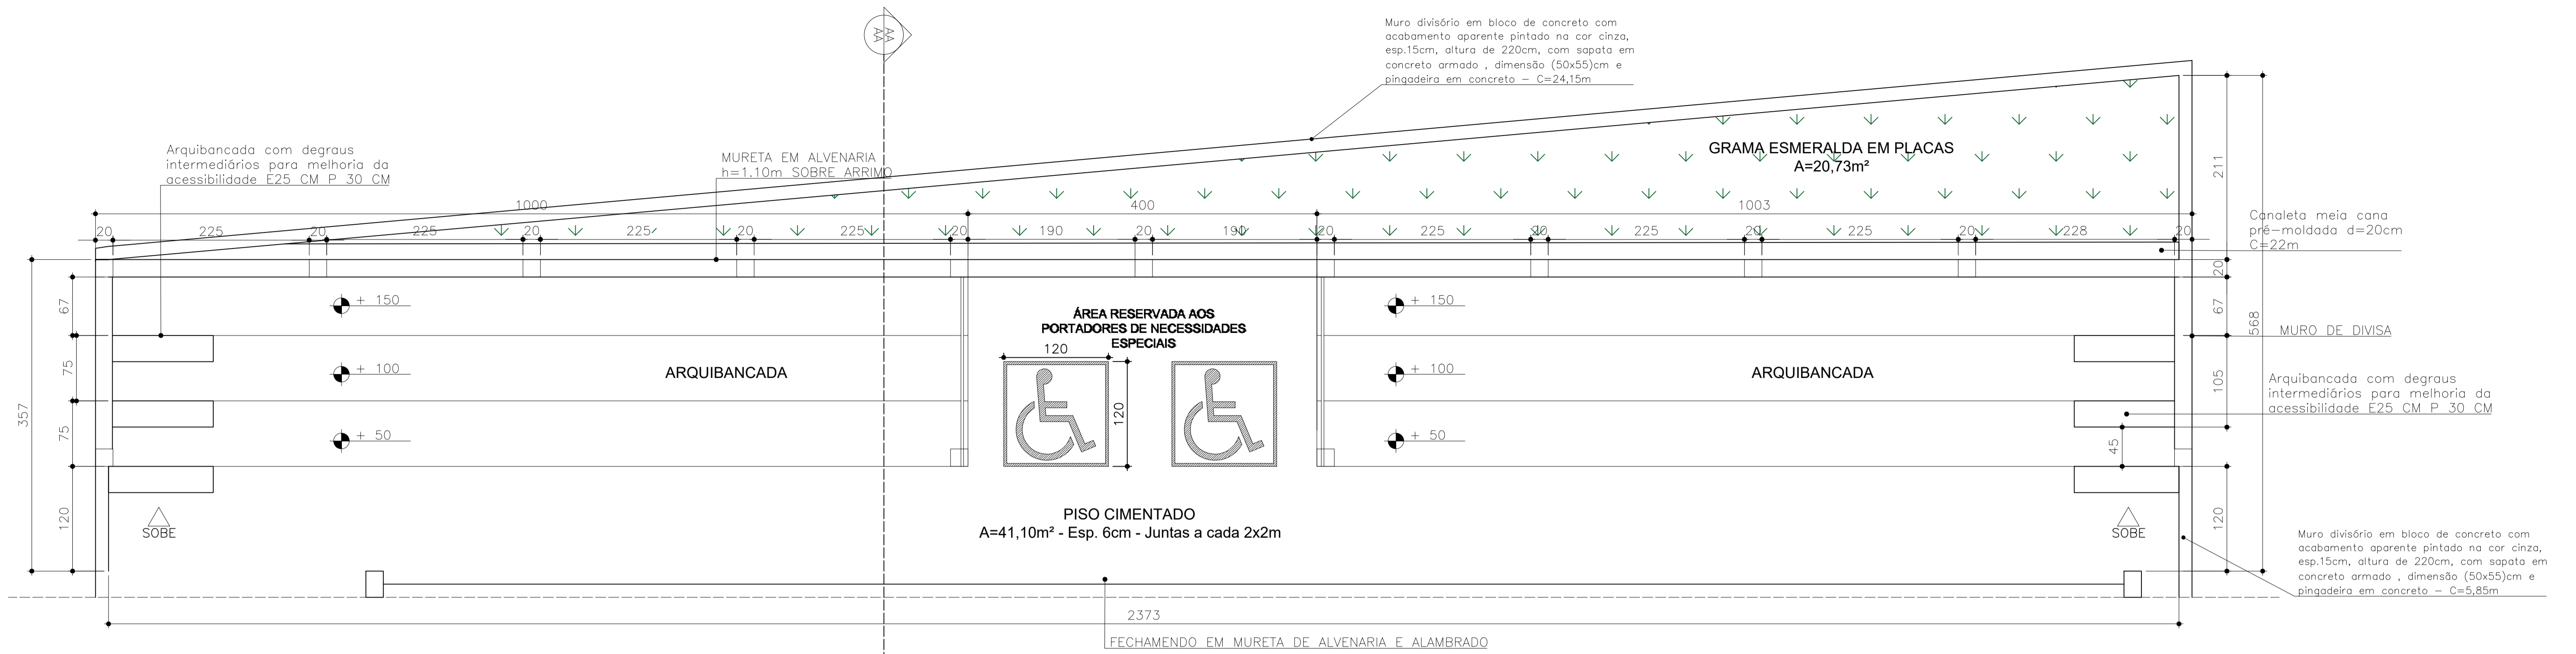 AA
Muro divisório em bloco de concreto com
acabamento aparente pintado na cor cinza,
esp.15cm, altura de 220cm, com sapata em
concreto armado , dimensão (50x55)cm e
pingadeira em concreto – C=24,15m
Arquibancada com degraus
intermediários para melhoria da
acessibilidade E25 CM P 30 CM
MURETA EM ALVENARIA
h=1.10m SOBRE ARRIMO
GRAMA ESMERALDA EM PLACAS
A=20,73m²
211
1000
400
1003
Canaleta meia cana
pré-moldada d=20cm
C=22m
20
225
20
225
20
225
20
225
20
190
20
190
20
225
20
225
20
225
20
228
20
20
67
+ 150
ÁREA RESERVADA AOS
PORTADORES DE NECESSIDADES
ESPECIAIS
+ 150
67
568
MURO DE DIVISA
120
75
+ 100
ARQUIBANCADA
+ 100
ARQUIBANCADA
105
Arquibancada com degraus
intermediários para melhoria da
acessibilidade E25 CM P 30 CM
357
120
75
+ 50
+ 50
45
120
SOBE
PISO CIMENTADO
A=41,10m² - Esp. 6cm - Juntas a cada 2x2m
SOBE
120
Muro divisório em bloco de concreto com
acabamento aparente pintado na cor cinza,
esp.15cm, altura de 220cm, com sapata em
concreto armado , dimensão (50x55)cm e
pingadeira em concreto – C=5,85m
2373
FECHAMENDO EM MURETA DE ALVENARIA E ALAMBRADO